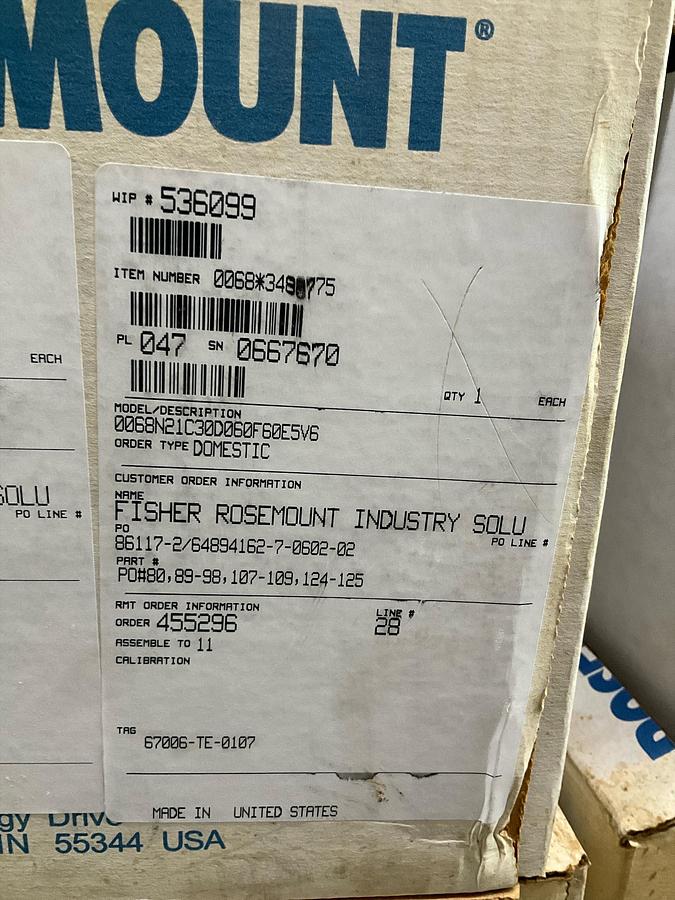 MOUNT®
WIP # 536099
ITEM NUMBER
PL 047 SN 0667670
EACH
QTY 1 EACH
MODEL/DESCRIPTION
0068N21C30D060F60E5V6
ORDER TYPE DOMESTIC
CUSTOMER ORDER INFORMATION
NAME
FISHER ROSEMOUNT INDUSTRY SOLU
SOLU
PO
PO LINE #
PO LINE #
86117-2/64894162-7-0602-02
PART #
PO#80,89-98,107-109,124-125
RMT ORDER INFORMATION
LINE #
ORDER 455296
28
ASSEMBLE TO 11
CALIBRATION
TAG
67006-TE-0107
MADE IN UNITED STATES
gy Drive
IN 55344 USA